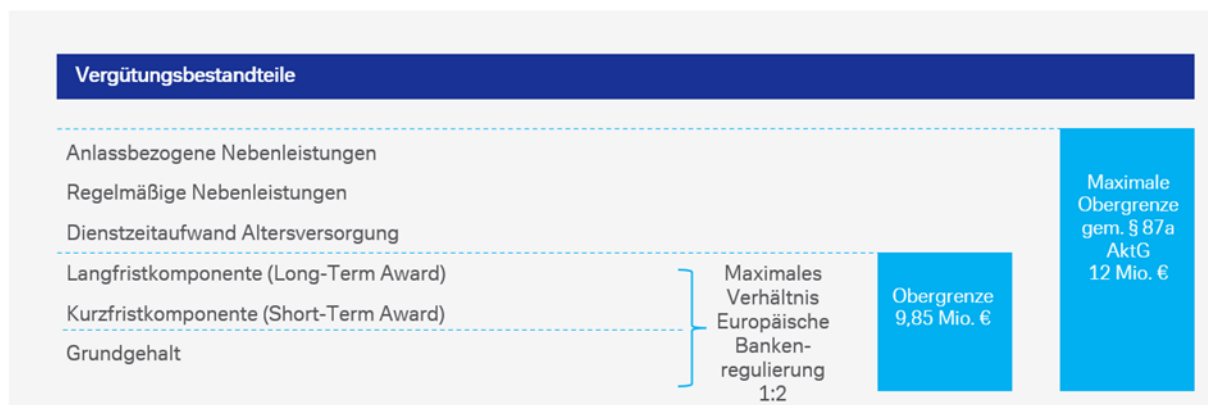 Vergütungsbestandteile
Anlassbezogene Nebenleistungen
Regelmäßige Nebenleistungen
Dienstzeitaufwand Altersversorgung
Langfristkomponente (Long-Term Award)
Kurzfristkomponente (Short-Term Award)
Grundgehalt
Maximales
Verhältnis
Europäische
Banken-
regulierung
1:2
Obergrenze
9,85 Mio. €
Maximale
Obergrenze
gem. § 87a
AktG
12 Mio. €